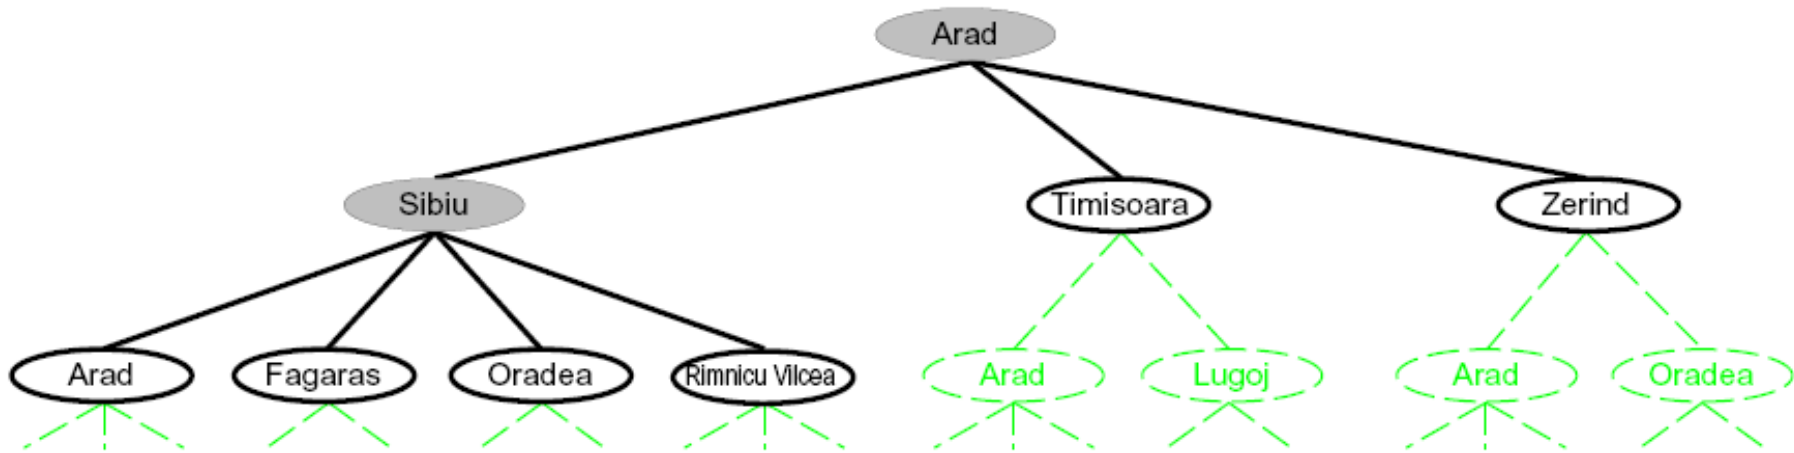 Arad
Sibiu
Timisoara
Zerind
Arad
Fagaras
Oradea
Rimnicu Vilcea
Arad
Lugoj
Arad
Oradea